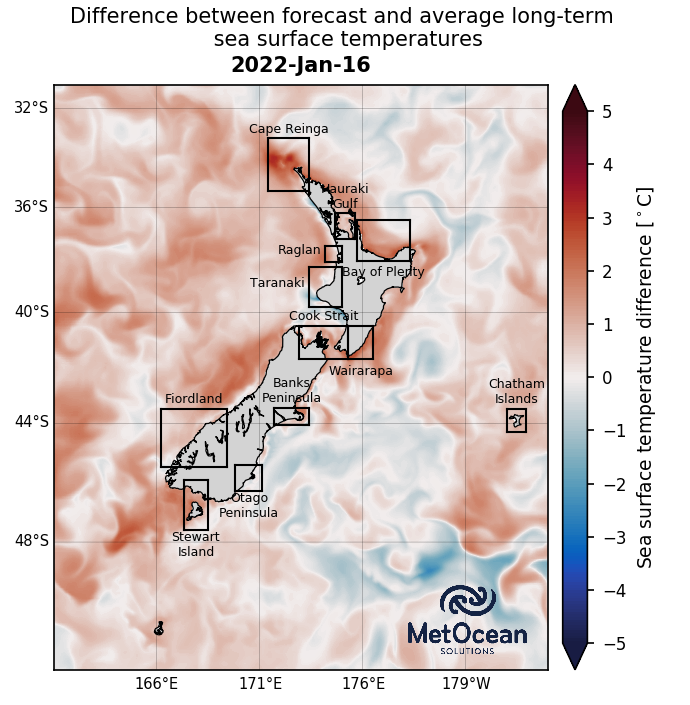 Difference between forecast and average long-term
sea surface temperatures
2022-Jan-16
32°S
36°S
40°S
44°S
48°S
Cape Reinga
Hauraki
Gulf
Raglan
Bay of Plenty
Taranaki
Cook Strait
Wairarapa
Banks
Peninsula
Fiordland
Chatham
Islands
Otago
Peninsula
Stewart
Island
MetOcean
SOLUTIONS
166°E
171°E
176°E
179°W
5
4
3
2
1
0
−1
−2
−3
−4
−5
Sea surface temperature difference [°C]